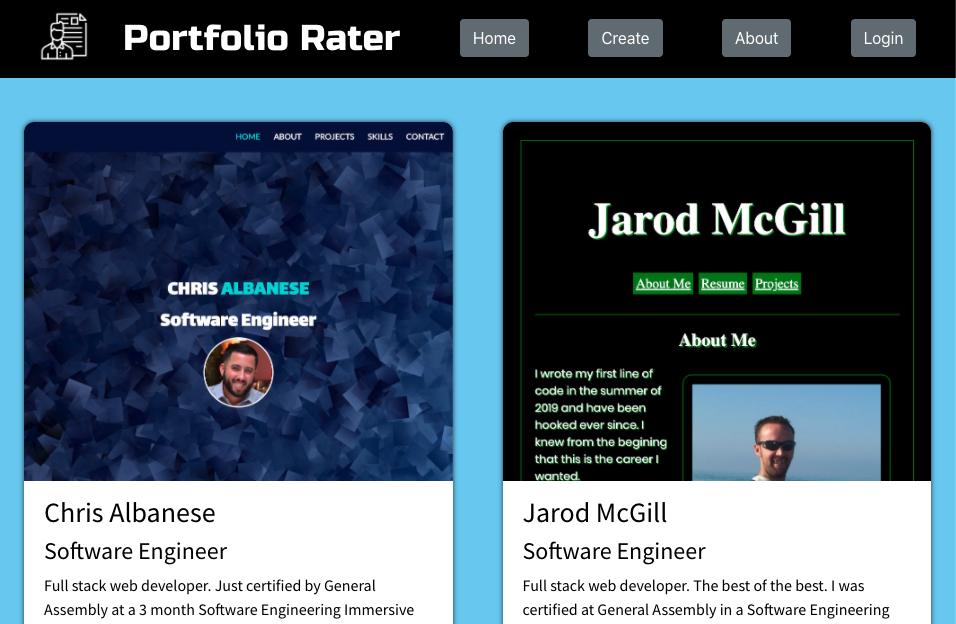 Portfolio Rater Home Create About Login
HOME ABOUT PROJECTS SKILLS CONTACT
CHRIS ALBANESE
Software Engineer
Chris Albanese
Software Engineer
Full stack web developer. Just certified by General
Assembly at a 3 month Software Engineering Immersive
Jarod McGill
About Me Resume Projects
About Me
I wrote my first line of
code in the summer of
2019 and have been
hooked ever since. I
knew from the begining
that this is the career I
wanted.
Jarod McGill
Software Engineer
Full stack web developer. The best of the best. I was
certified at General Assembly in a Software Engineering